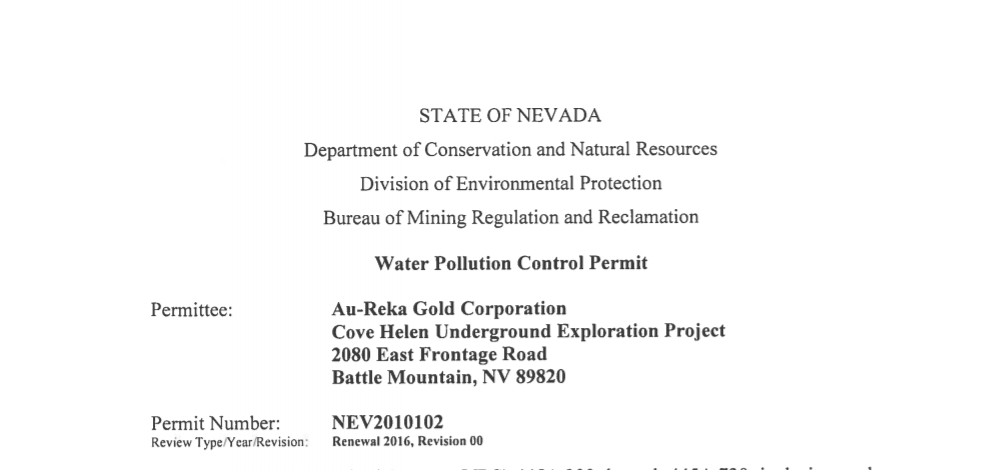 STATE OF NEVADA
Department of Conservation and Natural Resources
Division of Environmental Protection
Bureau of Mining Regulation and Reclamation
Water Pollution Control Permit
Permittee: Au-Reka Gold Corporation
Cove Helen Underground Exploration Project
2080 East Frontage Road
Battle Mountain, NV 89820
Permit Number: NEV2010102
Review Type/Year/Revision: Renewal 2016, Revision 00